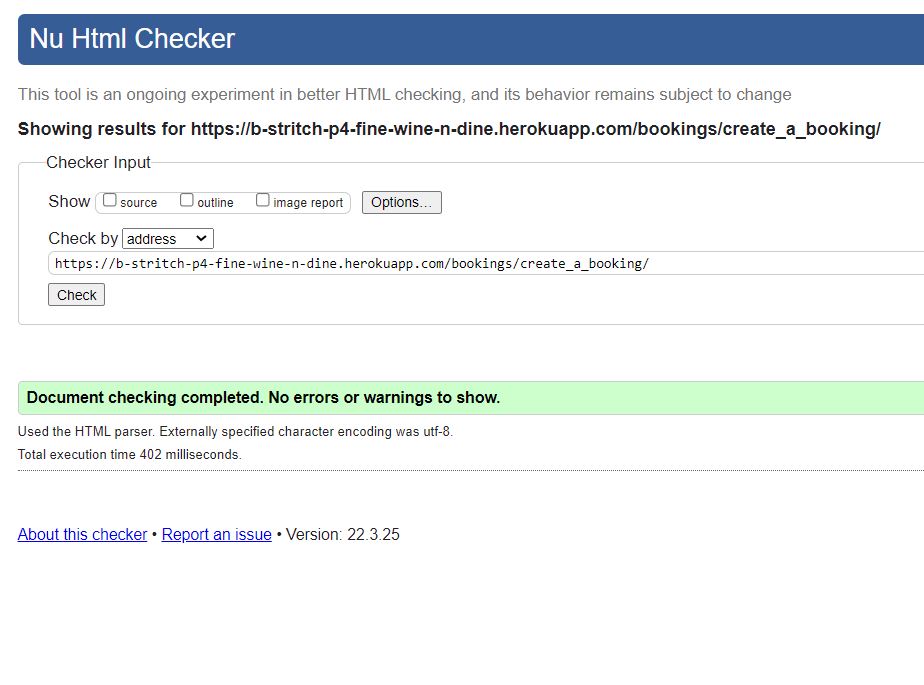 Nu Html Checker
This tool is an ongoing experiment in better HTML checking, and its behavior remains subject to change
Showing results for https://b-stritch-p4-fine-wine-n-dine.herokuapp.com/bookings/create_a_booking/
Checker Input
Show source outline image report Options...
Check by address
https://b-stritch-p4-fine-wine-n-dine.herokuapp.com/bookings/create_a_booking/
Check
Document checking completed. No errors or warnings to show.
Used the HTML parser. Externally specified character encoding was utf-8.
Total execution time 402 milliseconds.
About this checker • Report an issue • Version: 22.3.25